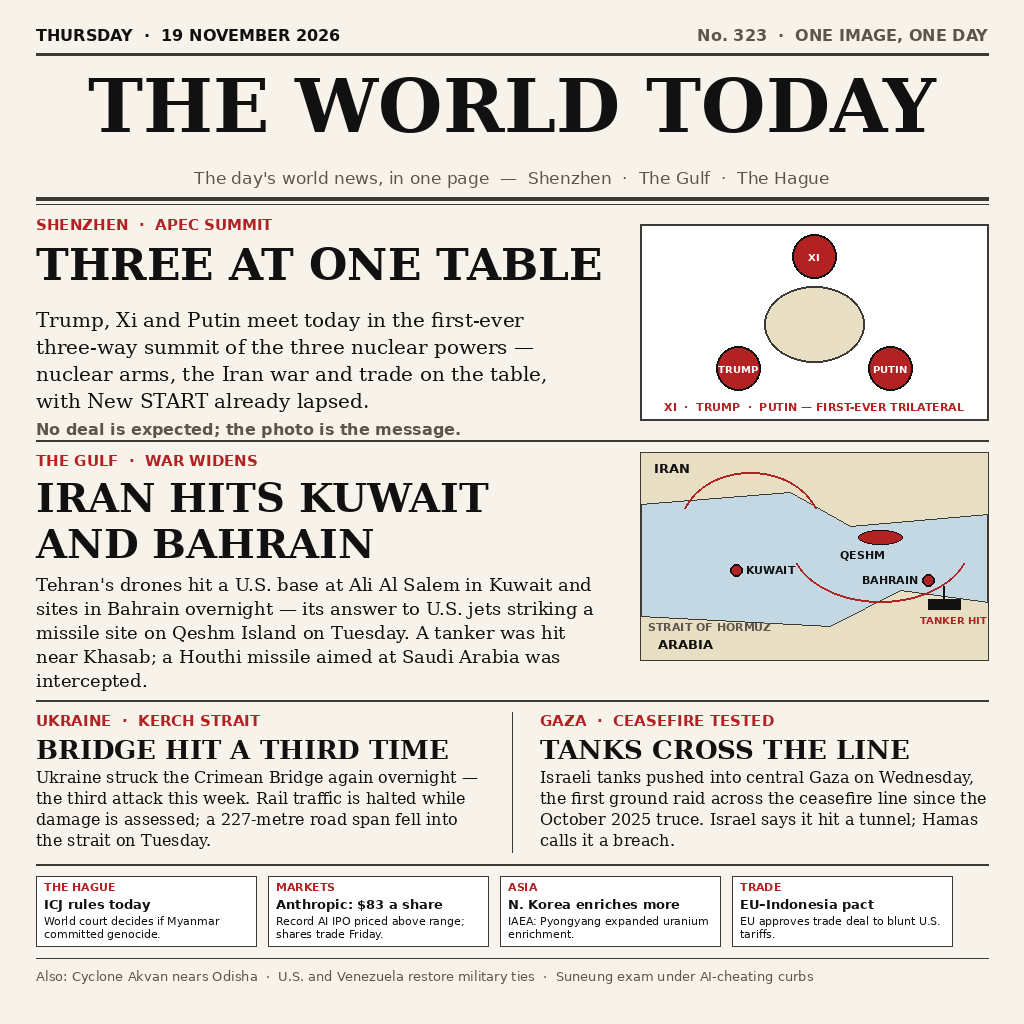 THURSDAY · 19 NOVEMBER 2026
No. 323 · ONE IMAGE, ONE DAY
THE WORLD TODAY
The day's world news, in one page — Shenzhen · The Gulf · The Hague
SHENZHEN · APEC SUMMIT
THREE AT ONE TABLE
Trump, Xi and Putin meet today in the first-ever
three-way summit of the three nuclear powers —
nuclear arms, the Iran war and trade on the table,
with New START already lapsed.
No deal is expected; the photo is the message.
XI
TRUMP
PUTIN
XI · TRUMP · PUTIN — FIRST-EVER TRILATERAL
THE GULF · WAR WIDENS
IRAN HITS KUWAIT
AND BAHRAIN
Tehran's drones hit a U.S. base at Ali Al Salem in Kuwait and
sites in Bahrain overnight — its answer to U.S. jets striking a
missile site on Qeshm Island on Tuesday. A tanker was hit
near Khasab; a Houthi missile aimed at Saudi Arabia was
intercepted.
IRAN
QESHM
KUWAIT
BAHRAIN
TANKER HIT
STRAIT OF HORMUZ
ARABIA
UKRAINE · KERCH STRAIT
BRIDGE HIT A THIRD TIME
Ukraine struck the Crimean Bridge again overnight —
the third attack this week. Rail traffic is halted while
damage is assessed; a 227-metre road span fell into
the strait on Tuesday.
GAZA · CEASEFIRE TESTED
TANKS CROSS THE LINE
Israeli tanks pushed into central Gaza on Wednesday,
the first ground raid across the ceasefire line since the
October 2025 truce. Israel says it hit a tunnel; Hamas
calls it a breach.
THE HAGUE
ICJ rules today
World court decides if Myanmar
committed genocide.
MARKETS
Anthropic: $83 a share
Record AI IPO priced above range;
shares trade Friday.
ASIA
N. Korea enriches more
IAEA: Pyongyang expanded uranium
enrichment.
TRADE
EU–Indonesia pact
EU approves trade deal to blunt U.S.
tariffs.
Also: Cyclone Akvan nears Odisha · U.S. and Venezuela restore military ties · Suneung exam under AI-cheating curbs